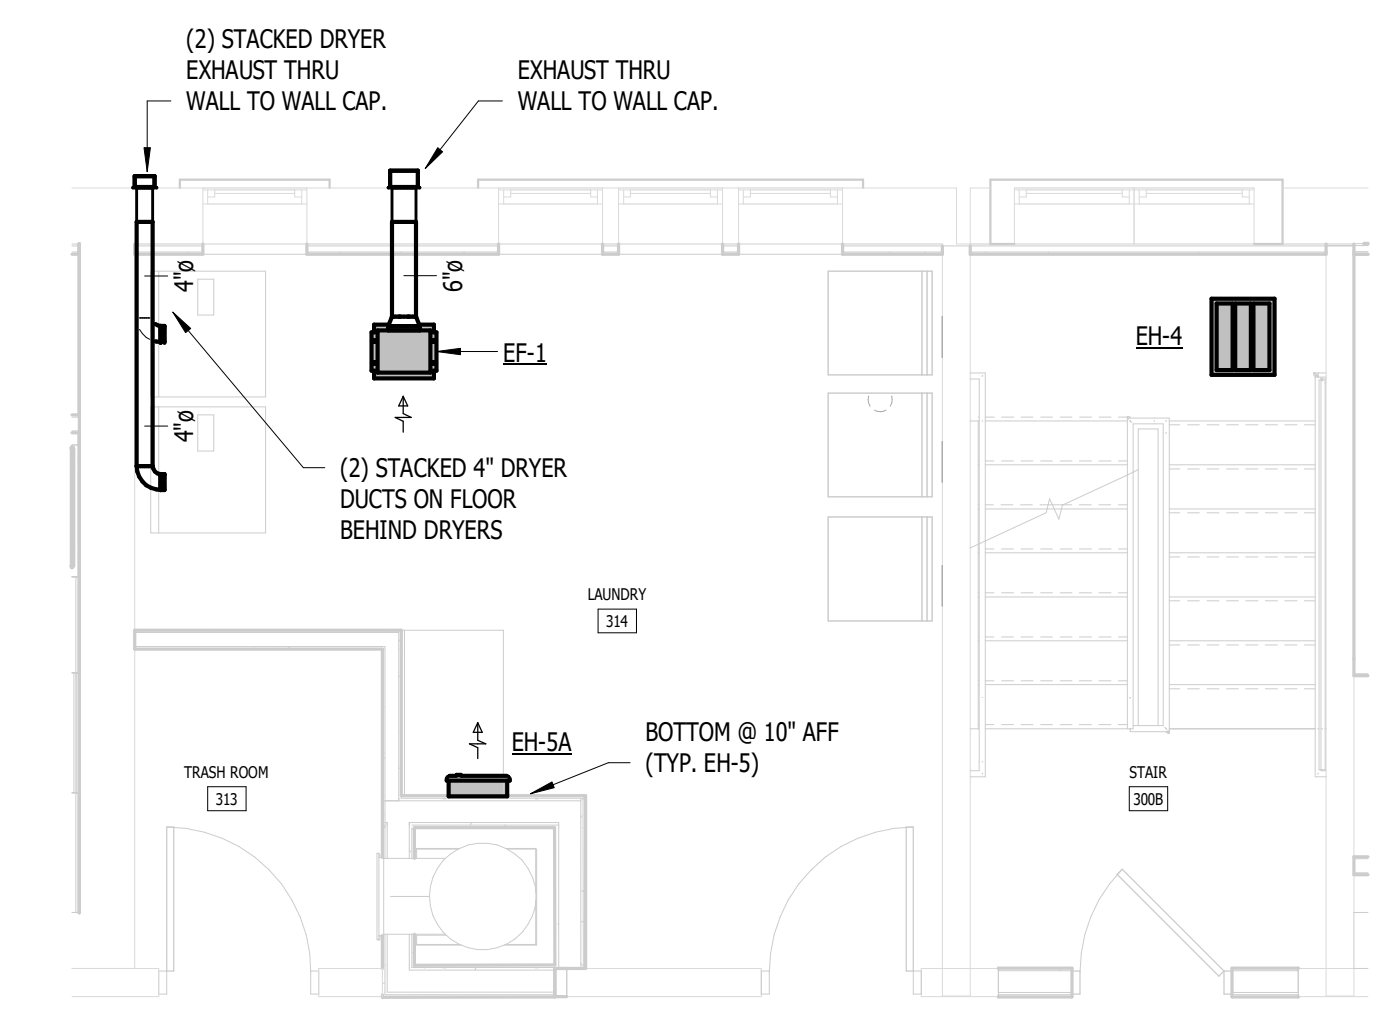 (2) STACKED DRYER
EXHAUST THRU
WALL TO WALL CAP.
EXHAUST THRU
WALL TO WALL CAP.
4"ø
6"ø
EF-1
EH-4
4"ø
(2) STACKED 4" DRYER
DUCTS ON FLOOR
BEHIND DRYERS
LAUNDRY
314
EH-5A
BOTTOM @ 10" AFF
(TYP. EH-5)
TRASH ROOM
313
STAIR
300B